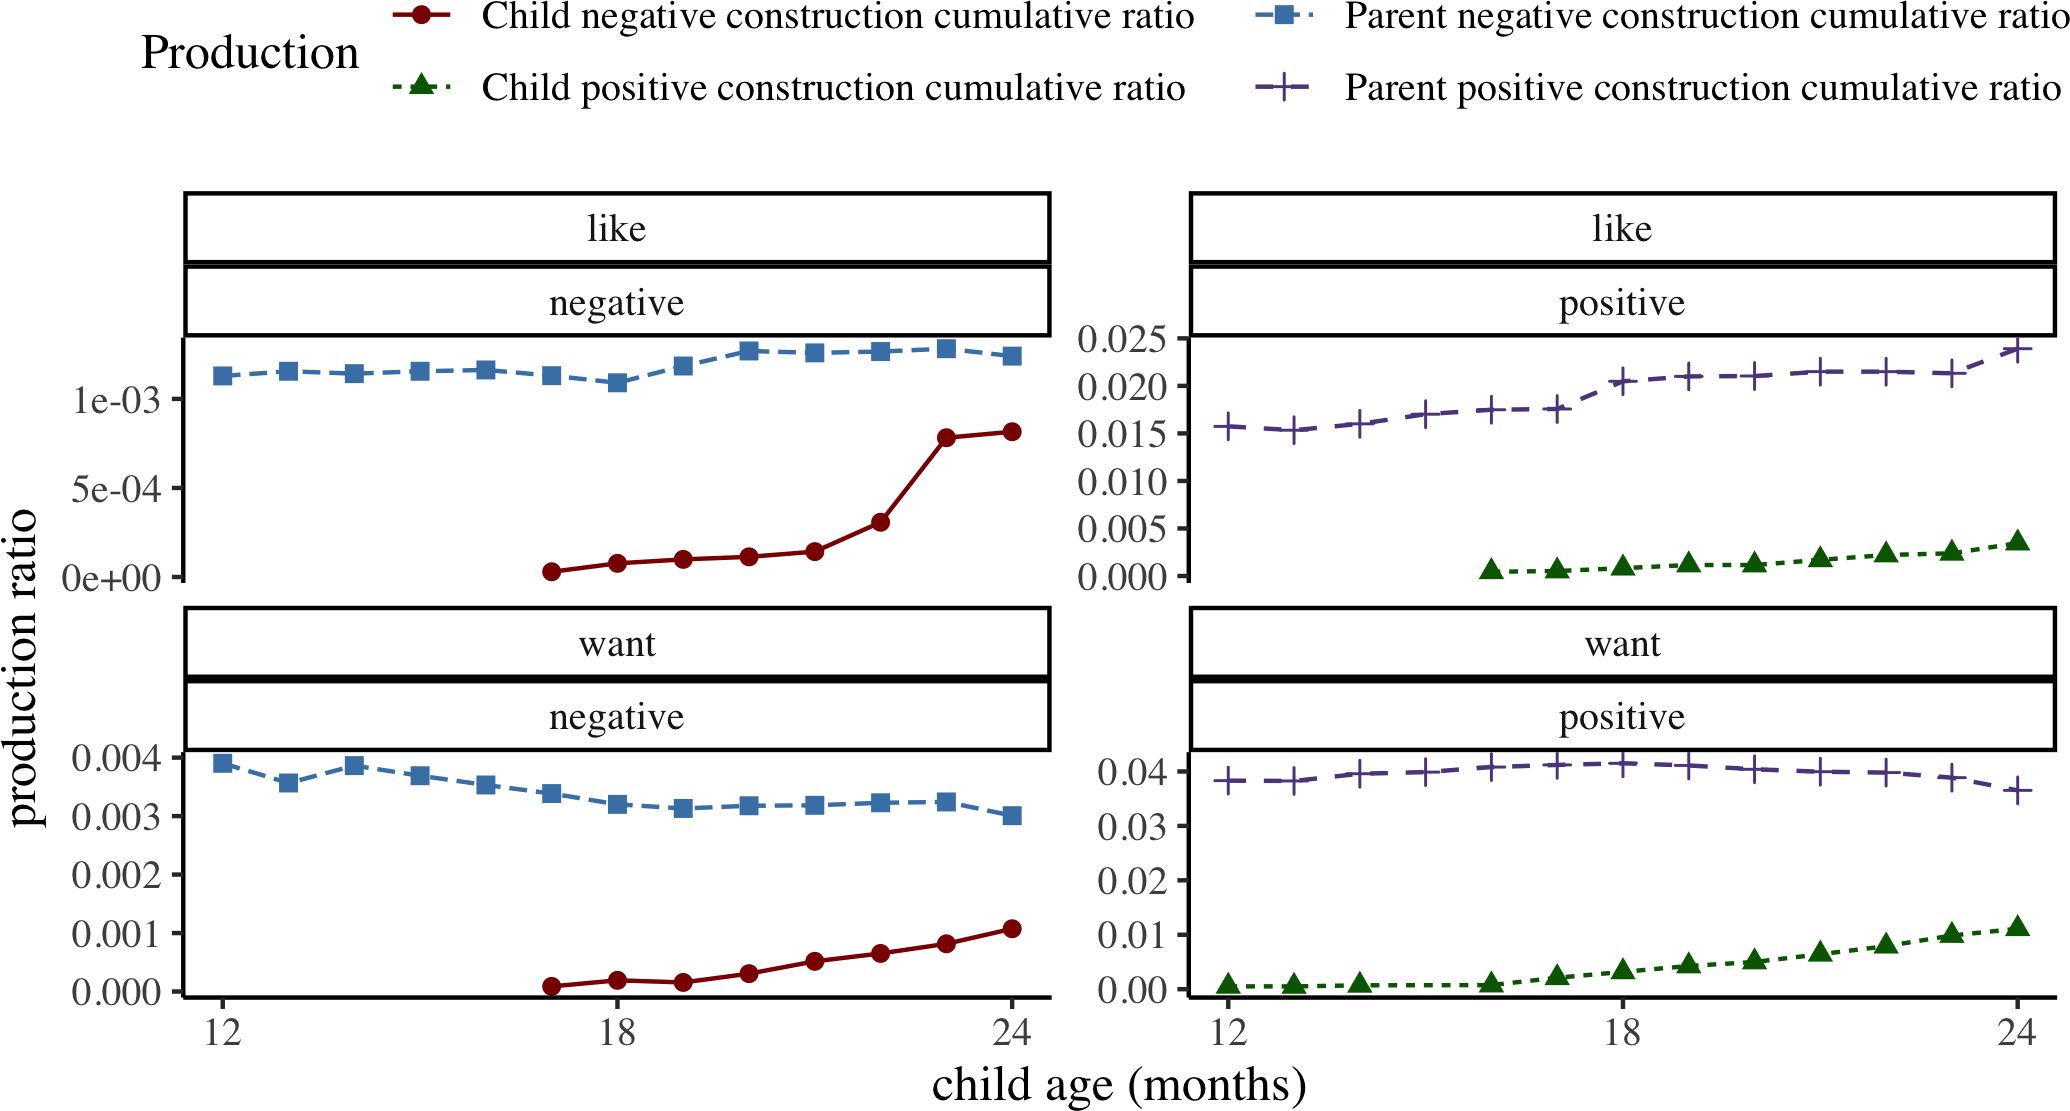 Production
Child negative construction cumulative ratio
Parent negative construction cumulative ratio
Child positive construction cumulative ratio
Parent positive construction cumulative ratio
like
like
negative
positive
1e-03
5e-04
0e+00
0.025
0.020
0.015
0.010
0.005
0.000
want
want
negative
positive
0.004
0.003
0.002
0.001
0.000
0.04
0.03
0.02
0.01
0.00
12
18
24
12
18
24
production ratio
child age (months)